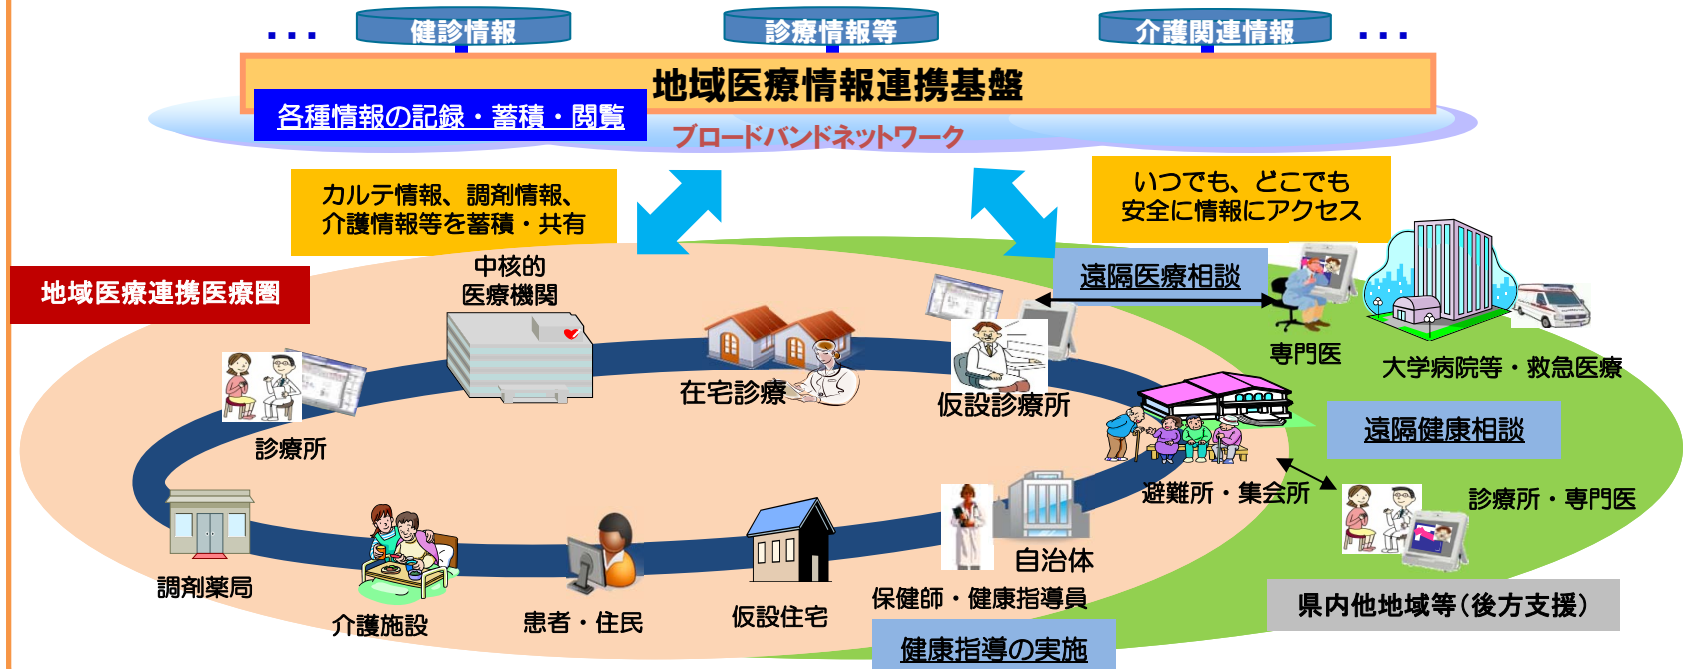 ･･･ 健診情報 診療情報等 介護関連情報 ･･･
地域医療情報連携基盤
各種情報の記録・蓄積・閲覧
ブロードバンドネットワーク
カルテ情報、調剤情報、
介護情報等を蓄積・共有
いつでも、どこでも
安全に情報にアクセス
地域医療連携医療圏
中核的
医療機関
遠隔医療相談
専門医
大学病院等・救急医療
在宅診療
仮設診療所
診療所
遠隔健康相談
避難所・集会所
診療所・専門医
調剤薬局
介護施設
患者・住民
仮設住宅
自治体
保健師・健康指導員
県内他地域等（後方支援）
健康指導の実施